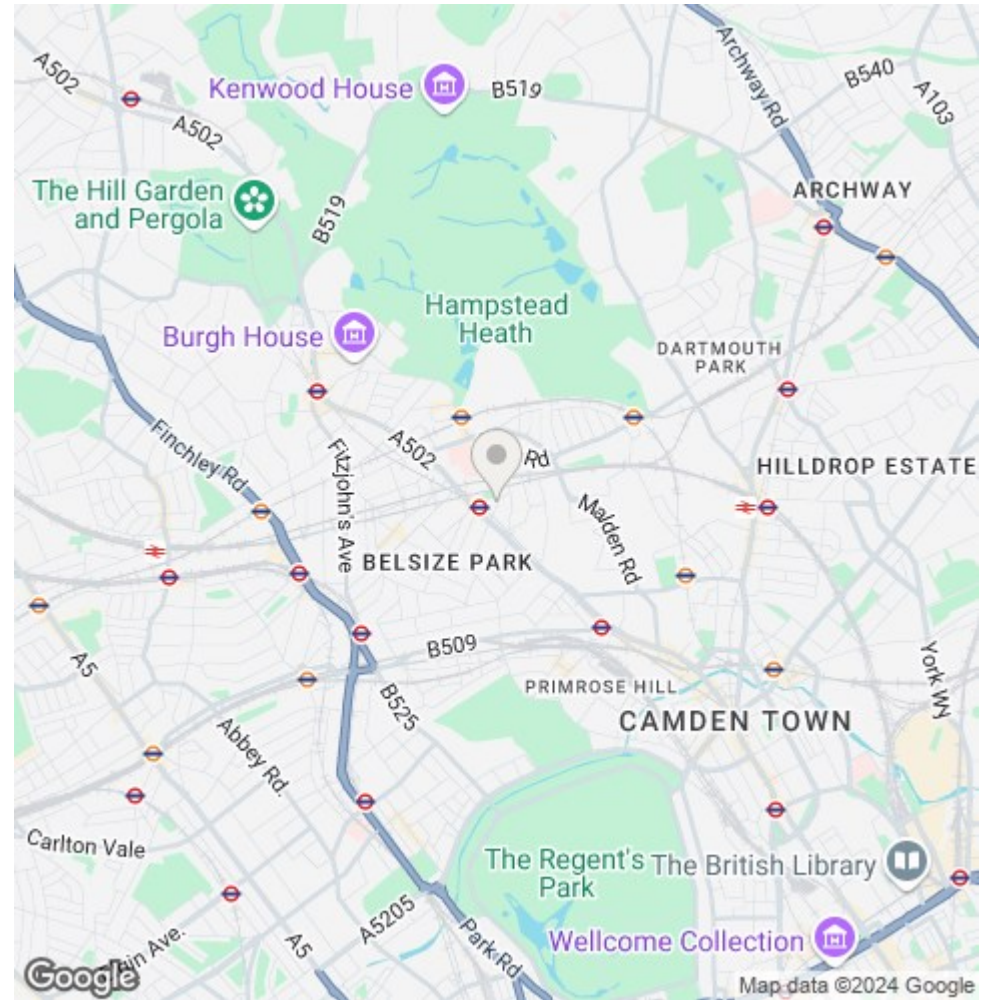 A502
Kenwood House
B519
Archway Rd
B540
A103
A502
The Hill Garden
and Pergola
B519
ARCHWAY
Hampstead
Heath
Burgh House
DARTMOUTH
PARK
Finchley Rd
Fitzjohn's Ave
A502
Rd
HILLDROP ESTATE
Malden Rd
BELSIZE PARK
B509
A5
B525
PRIMROSE HILL
York Wy
CAMDEN TOWN
Abbey Rd.
Carlton Vale
The Regent's
Park
The British Library
A5205
Park Rd
A5
Ave.
Wellcome Collection
Google
Map data ©2024 Google